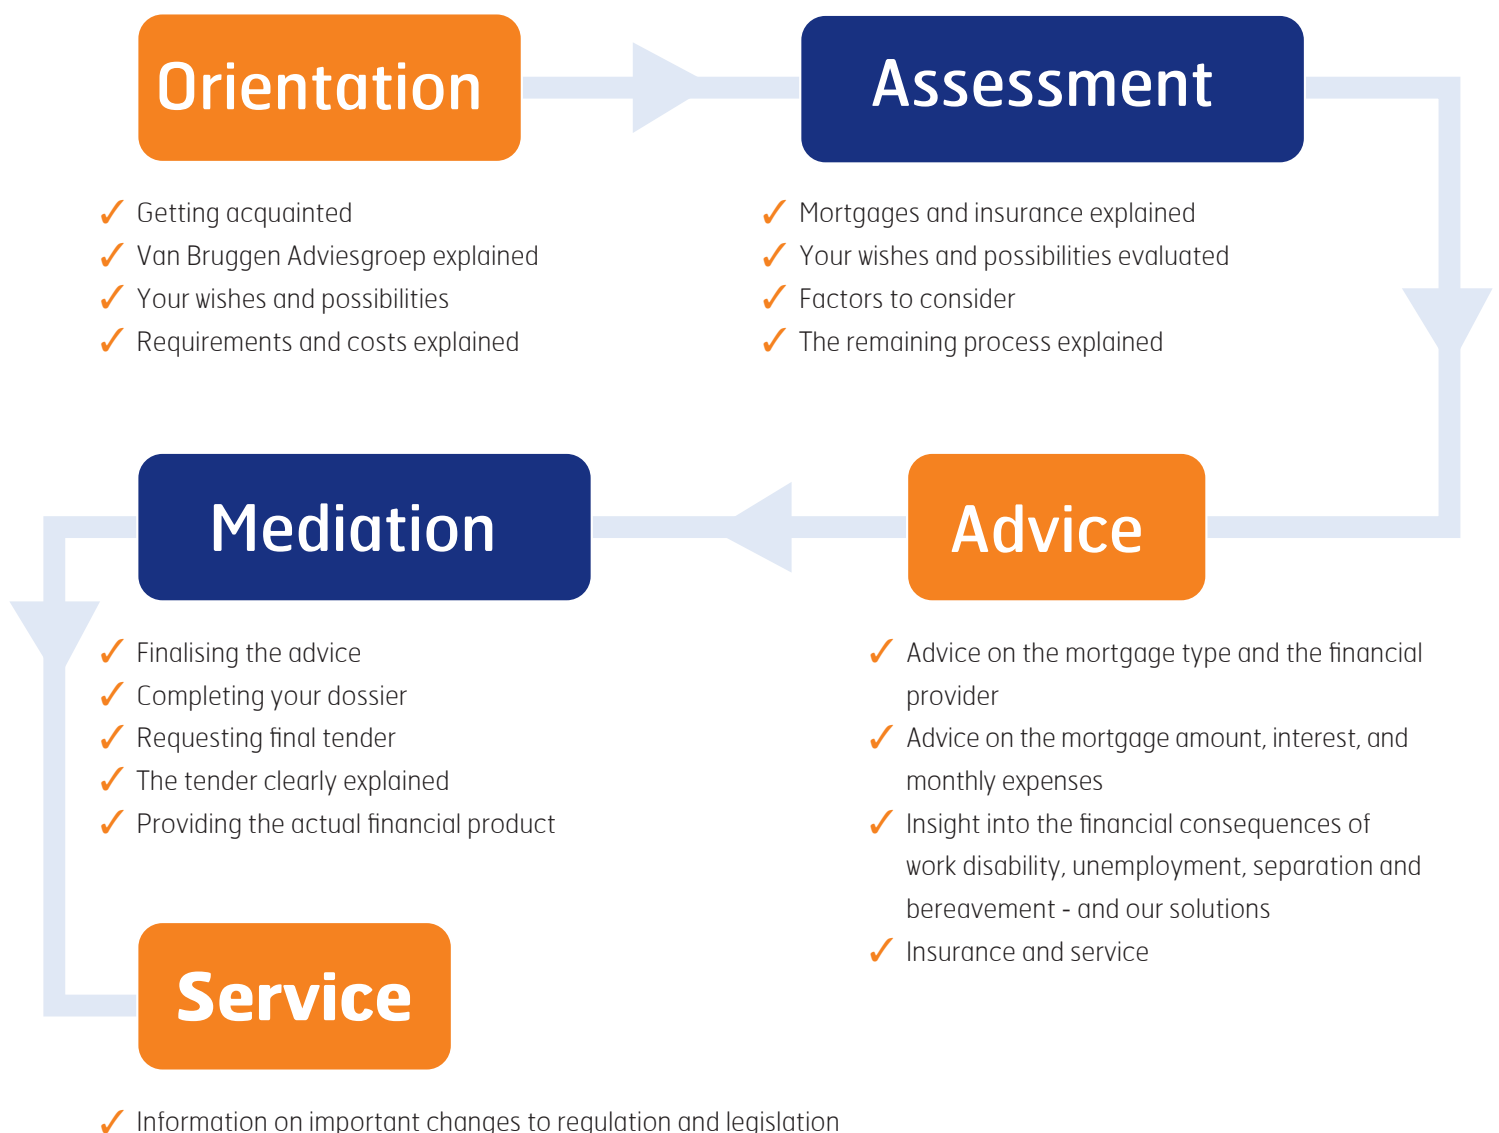 Orientation
✓ Getting acquainted
✓ Van Bruggen Adviesgroep explained
✓ Your wishes and possibilities
✓ Requirements and costs explained
Assessment
✓ Mortgages and insurance explained
✓ Your wishes and possibilities evaluated
✓ Factors to consider
✓ The remaining process explained
Advice
✓ Advice on the mortgage type and the financial
provider
✓ Advice on the mortgage amount, interest, and
monthly expenses
✓ Insight into the financial consequences of
work disability, unemployment, separation and
bereavement - and our solutions
✓ Insurance and service
Mediation
✓ Finalising the advice
✓ Completing your dossier
✓ Requesting final tender
✓ The tender clearly explained
✓ Providing the actual financial product
Service
✓ Information on important changes to regulation and legislation